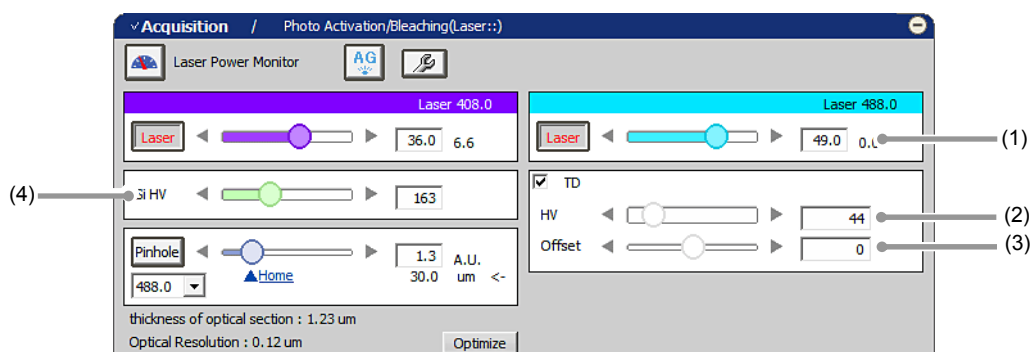 Acquisition / Photo Activation/Bleaching(Laser::)
Laser Power Monitor AG
Laser 408.0
Laser 36.0 6.6
Laser 488.0
Laser 49.0 (1)
(4) Si HV 163
TD
HV 44 (2)
Offset 0 (3)
Pinhole 1.3 A.U.
Home 30.0 um <-
488.0
thickness of optical section : 1.23 um
Optical Resolution : 0.12 um Optimize